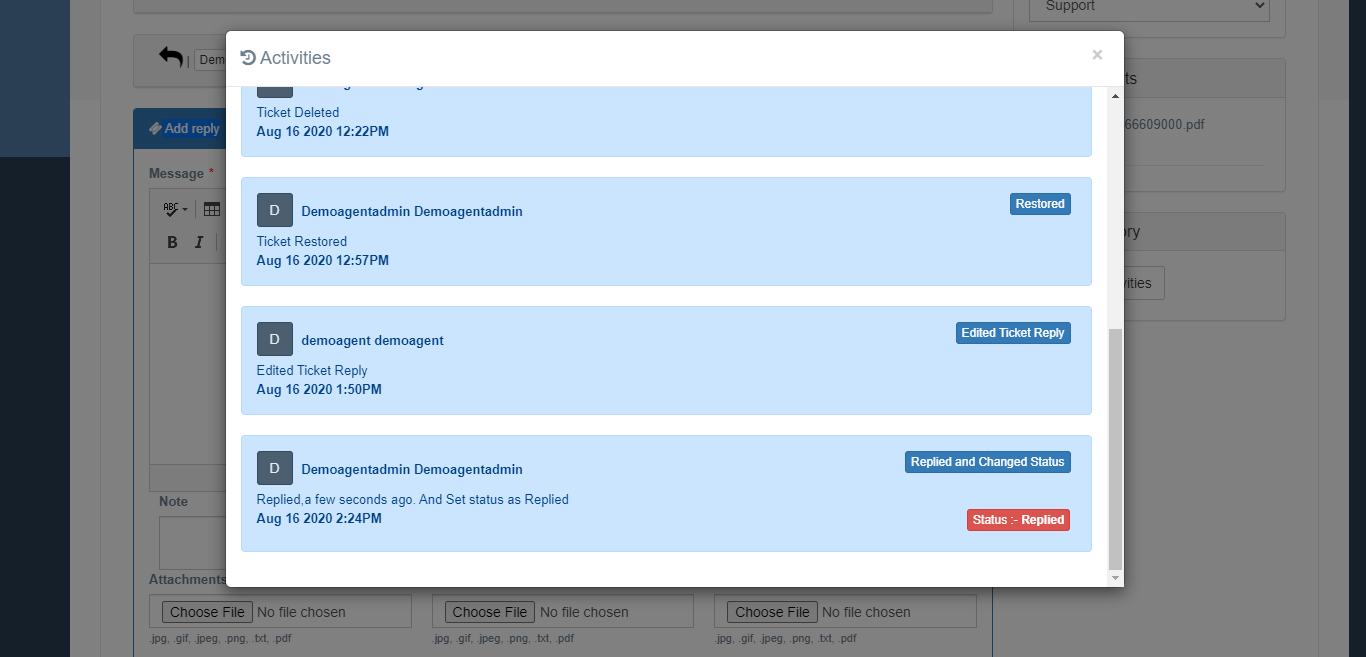 Support
Activities
×
Dem
Ticket Deleted
Aug 16 2020 12:22PM
D
Demoagentadmin Demoagentadmin
Restored
Ticket Restored
Aug 16 2020 12:57PM
D
demoagent demoagent
Edited Ticket Reply
Edited Ticket Reply
Aug 16 2020 1:50PM
D
Demoagentadmin Demoagentadmin
Replied and Changed Status
Replied,a few seconds ago. And Set status as Replied
Aug 16 2020 2:24PM
Status :- Replied
Add reply
Message *
ABC
B I
Note
Attachments
Choose File No file chosen
Choose File No file chosen
Choose File No file chosen
.jpg, .gif, .jpeg, .png, .txt, .pdf
.jpg, .gif, .jpeg, .png, .txt, .pdf
.jpg, .gif, .jpeg, .png, .txt, .pdf
ts
66609000.pdf
ory
vities